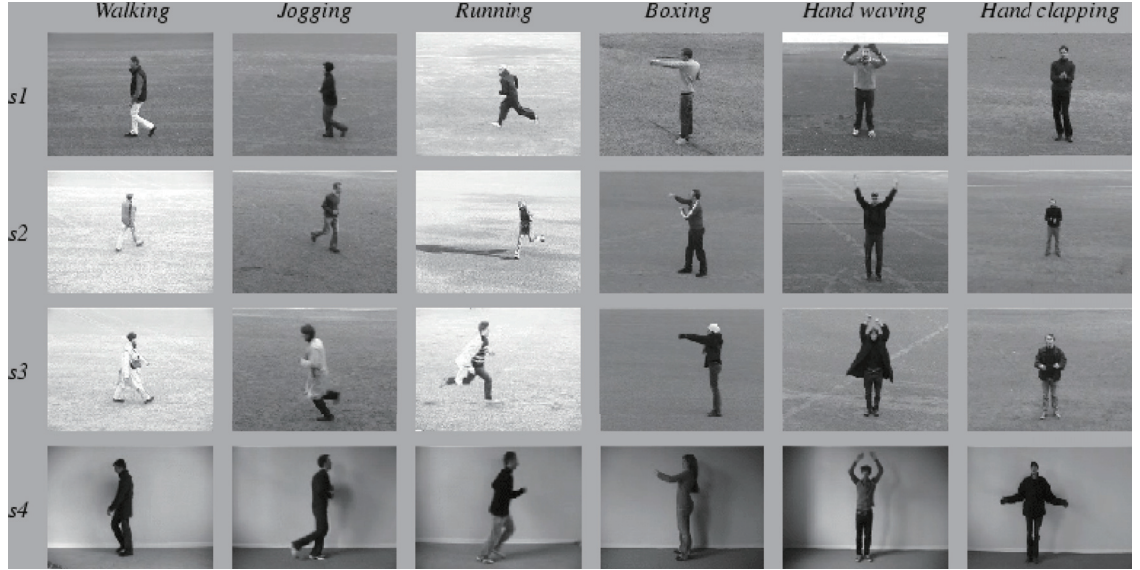 Walking Jogging Running Boxing Hand waving Hand clapping
s1
s2
s3
s4